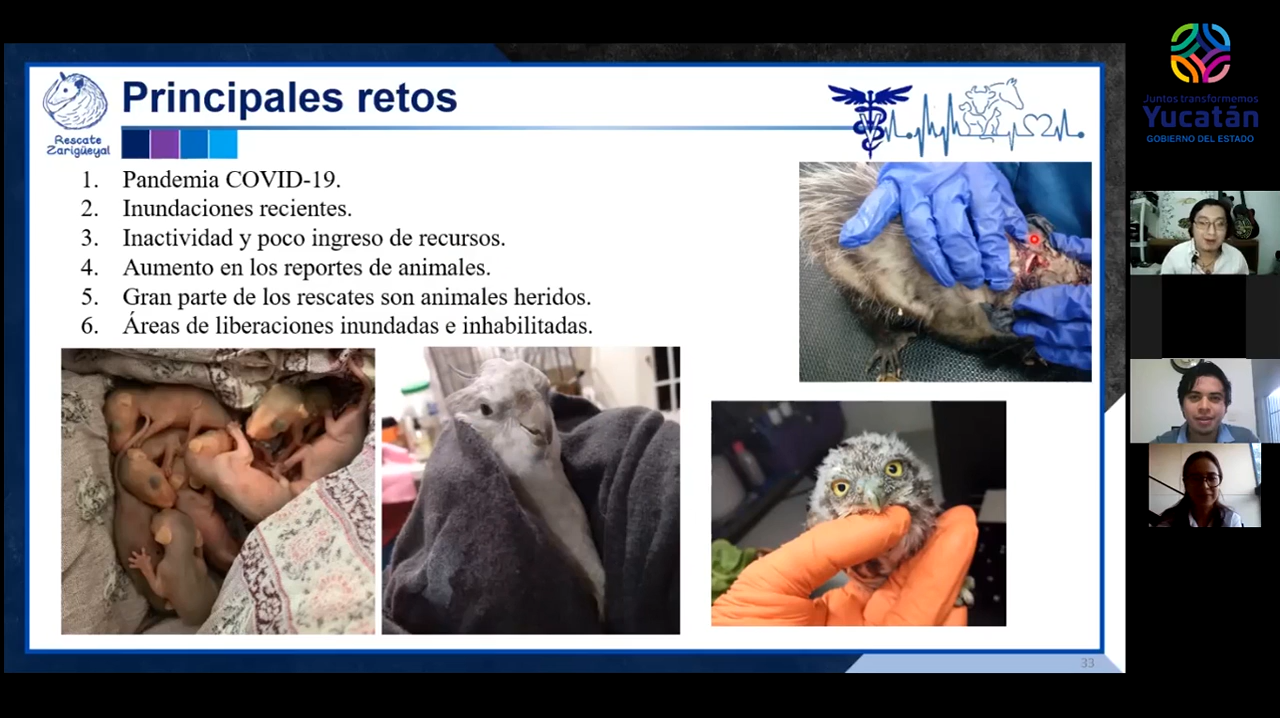 Principales retos
Rescate
Zarigüeyal
1. Pandemia COVID-19.
2. Inundaciones recientes.
3. Inactividad y poco ingreso de recursos.
4. Aumento en los reportes de animales.
5. Gran parte de los rescates son animales heridos.
6. Áreas de liberaciones inundadas e inhabilitadas.
33
Juntos transformemos
Yucatán
GOBIERNO DEL ESTADO